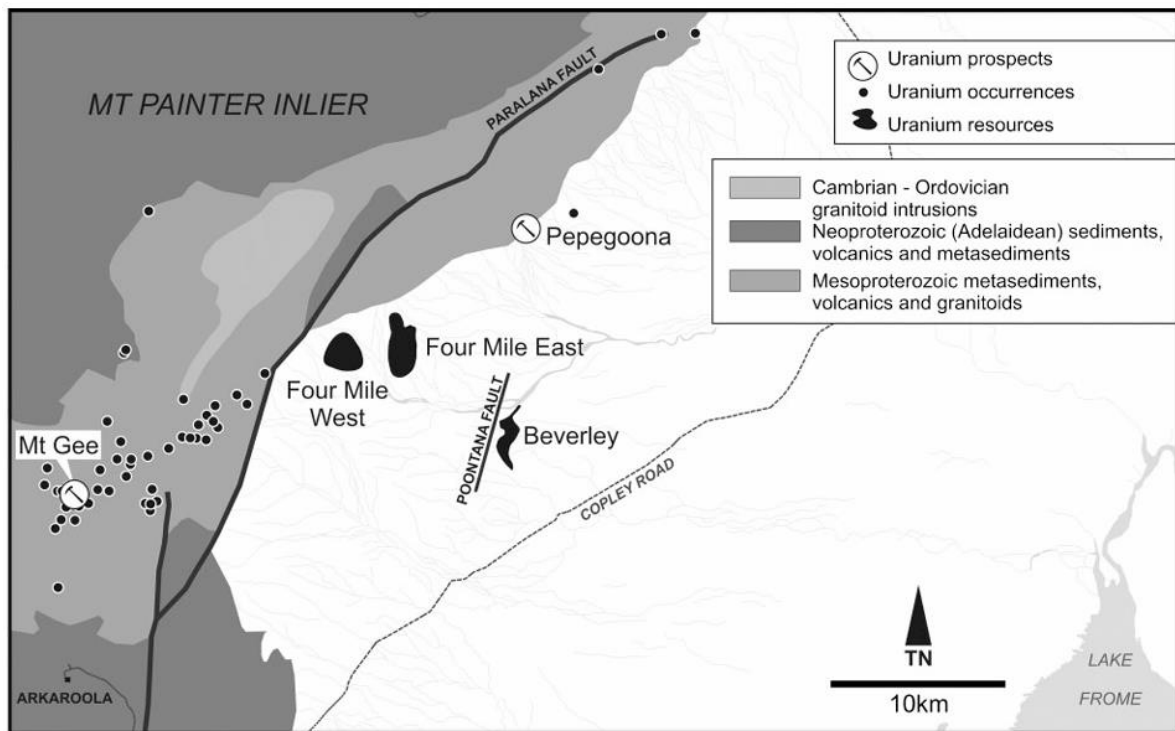 MT PAINTER INLIER
PARALANA FAULT
Uranium prospects
Uranium occurrences
Uranium resources
Cambrian - Ordovician
granitoid intrusions
Neoproterozoic (Adelaidean) sediments,
volcanics and metasediments
Mesoproterozoic metasediments,
volcanics and granitoids
Pepegoona
Four Mile East
Four Mile
West
POONTANA FAULT
Beverley
Mt Gee
COPLEY ROAD
TN
10km
ARKAROOLA
LAKE
FROME